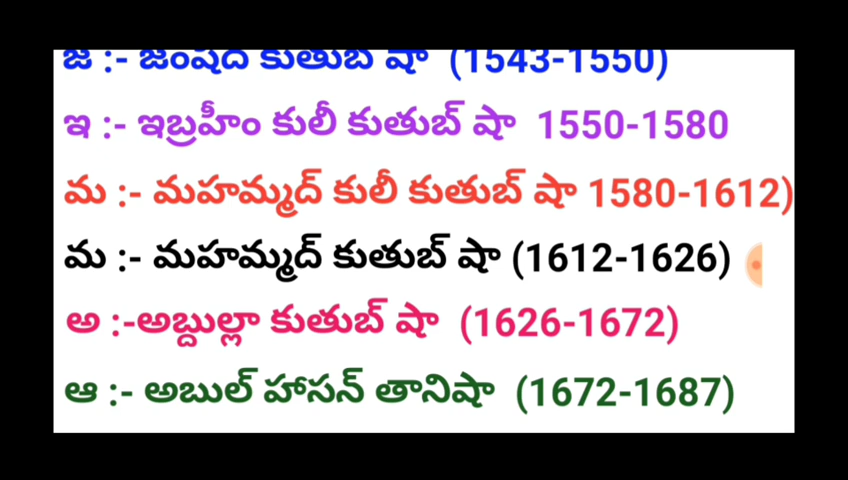 జ :- జంషీద్ కుతుబ్ షా (1543-1550)
ఇ :- ఇబ్రహీం కులీ కుతుబ్ షా 1550-1580
మ :- మహమ్మద్ కులీ కుతుబ్ షా 1580-1612)
మ :- మహమ్మద్ కుతుబ్ షా (1612-1626)
అ :-అబ్దుల్లా కుతుబ్ షా (1626-1672)
ఆ :- అబుల్ హాసన్ తానిషా (1672-1687)